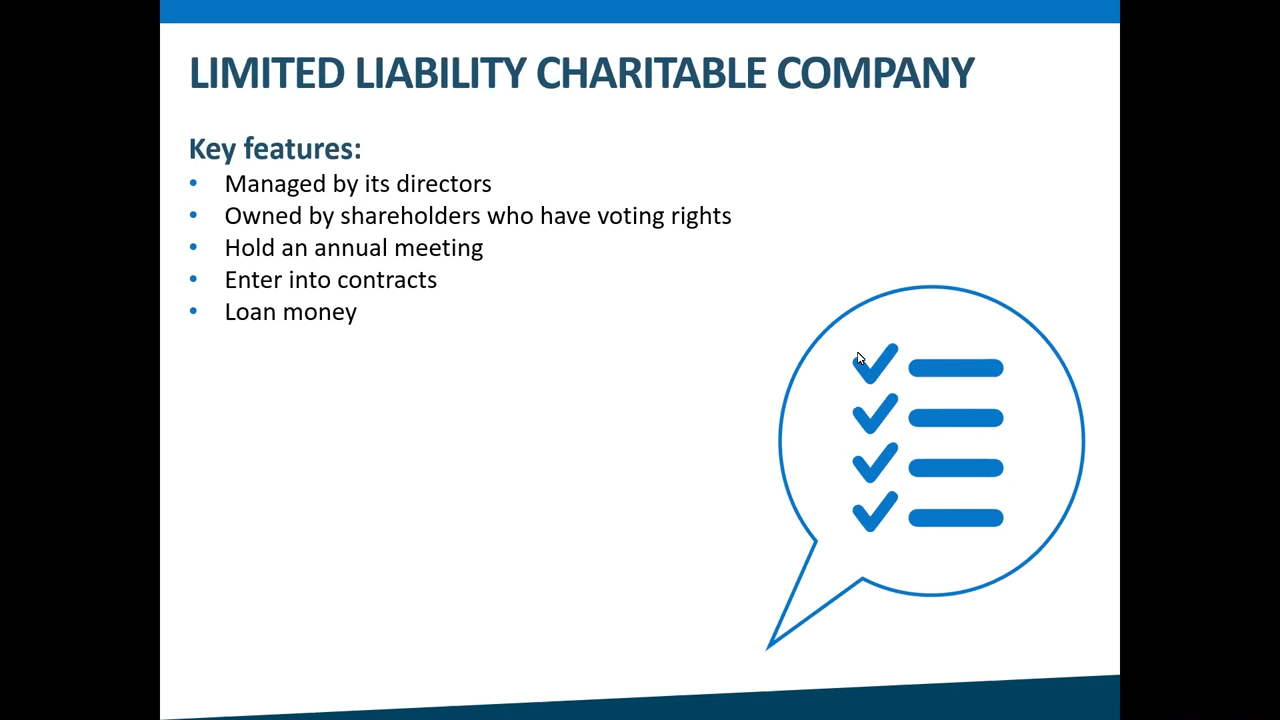 LIMITED LIABILITY CHARITABLE COMPANY
Key features:
• Managed by its directors
• Owned by shareholders who have voting rights
• Hold an annual meeting
• Enter into contracts
• Loan money